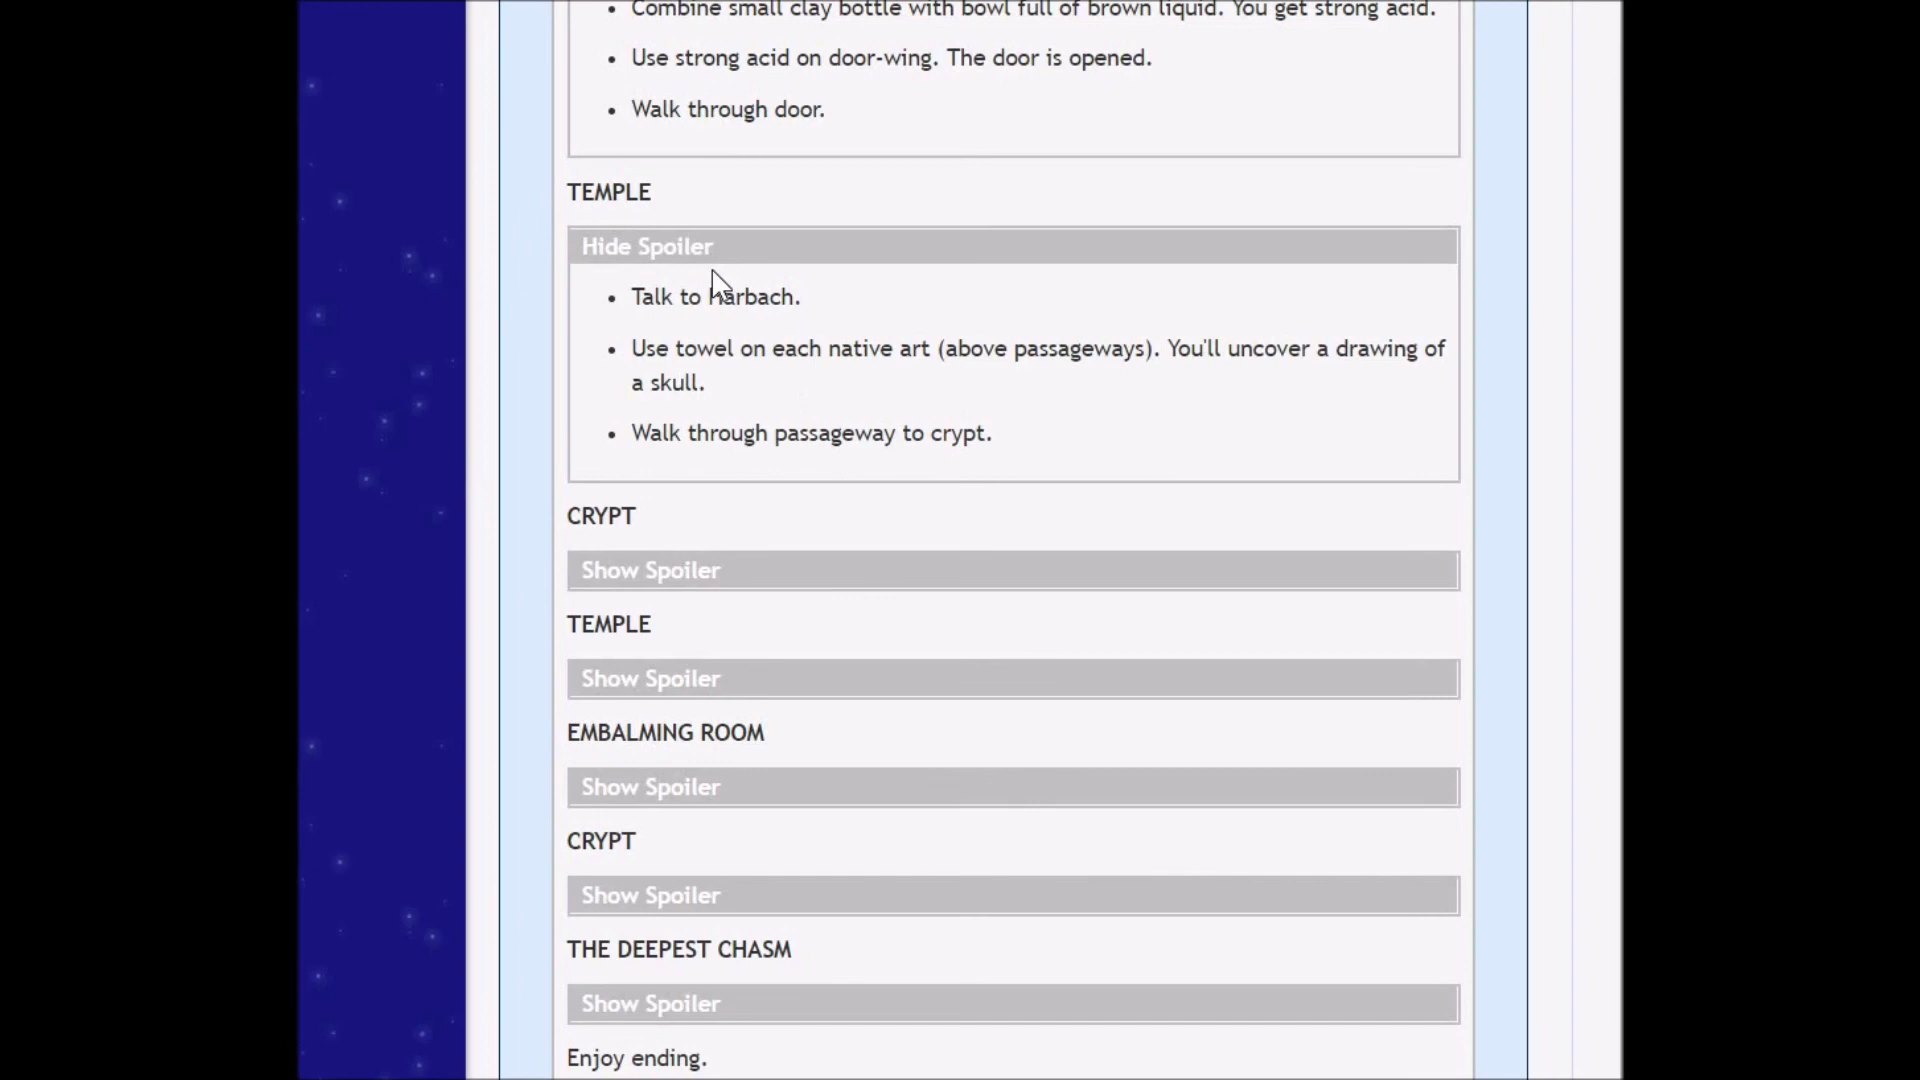 • Combine small clay bottle with bowl full of brown liquid. You get strong acid.
• Use strong acid on door-wing. The door is opened.
• Walk through door.
TEMPLE
Hide Spoiler
• Talk to Harbach.
• Use towel on each native art (above passageways). You'll uncover a drawing of
a skull.
• Walk through passageway to crypt.
CRYPT
Show Spoiler
TEMPLE
Show Spoiler
EMBALMING ROOM
Show Spoiler
CRYPT
Show Spoiler
THE DEEPEST CHASM
Show Spoiler
Enjoy ending.